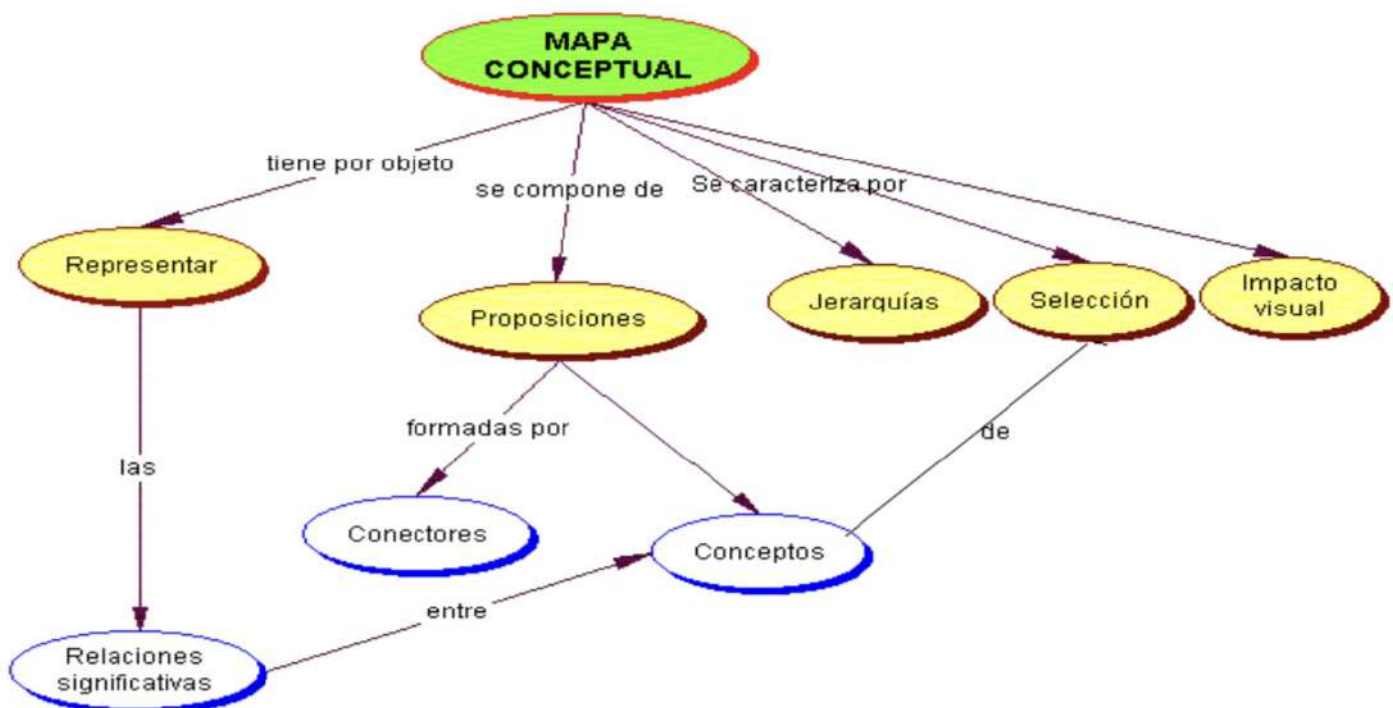 MAPA
CONCEPTUAL
tiene por objeto
se compone de
Se caracteriza por
Representar
Proposiciones
Jerarquías
Selección
Impacto
visual
formadas por
de
las
Conectores
Conceptos
entre
Relaciones
significativas